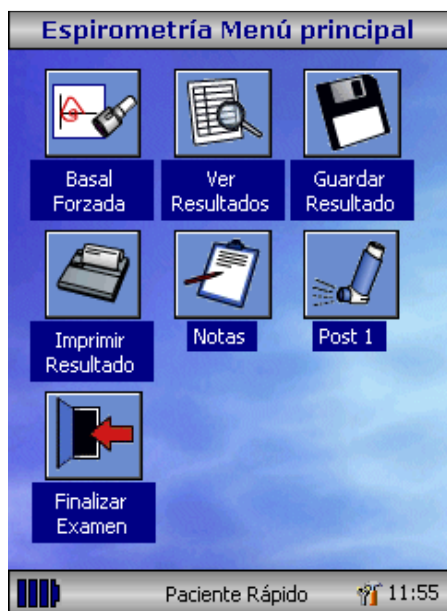 Espirometría Menú principal
Basal
Forzada
Ver
Resultados
Guardar
Resultado
Imprimir
Resultado
Notas
Post 1
Finalizar
Examen
Paciente Rápido 11:55